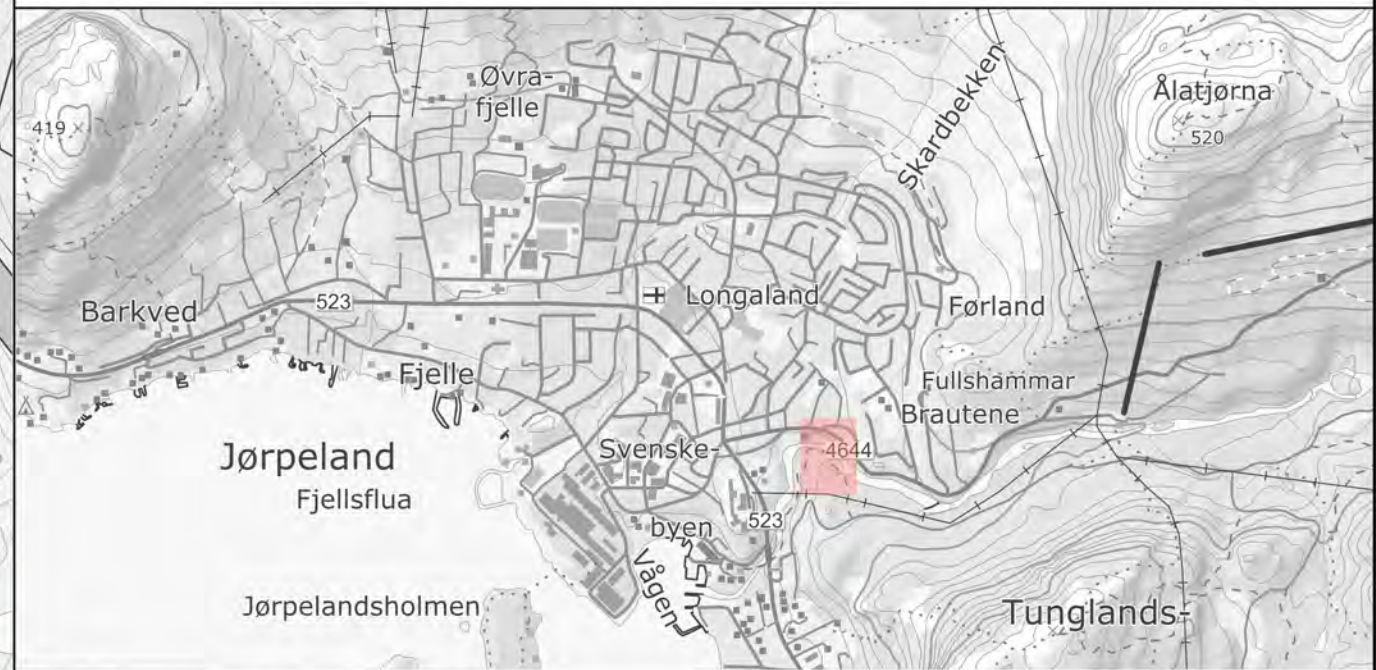 Øvra-
fjelle
Skardbekken
Ålatjørna
520
419
Barkved
523
Longaland
Førland
Fjelle
Fullshammar
Brautene
Jørpeland
Fjellsflua
Svenske-
byen
4644
523
Vågen
Jørpelandsholmen
Tunglands-